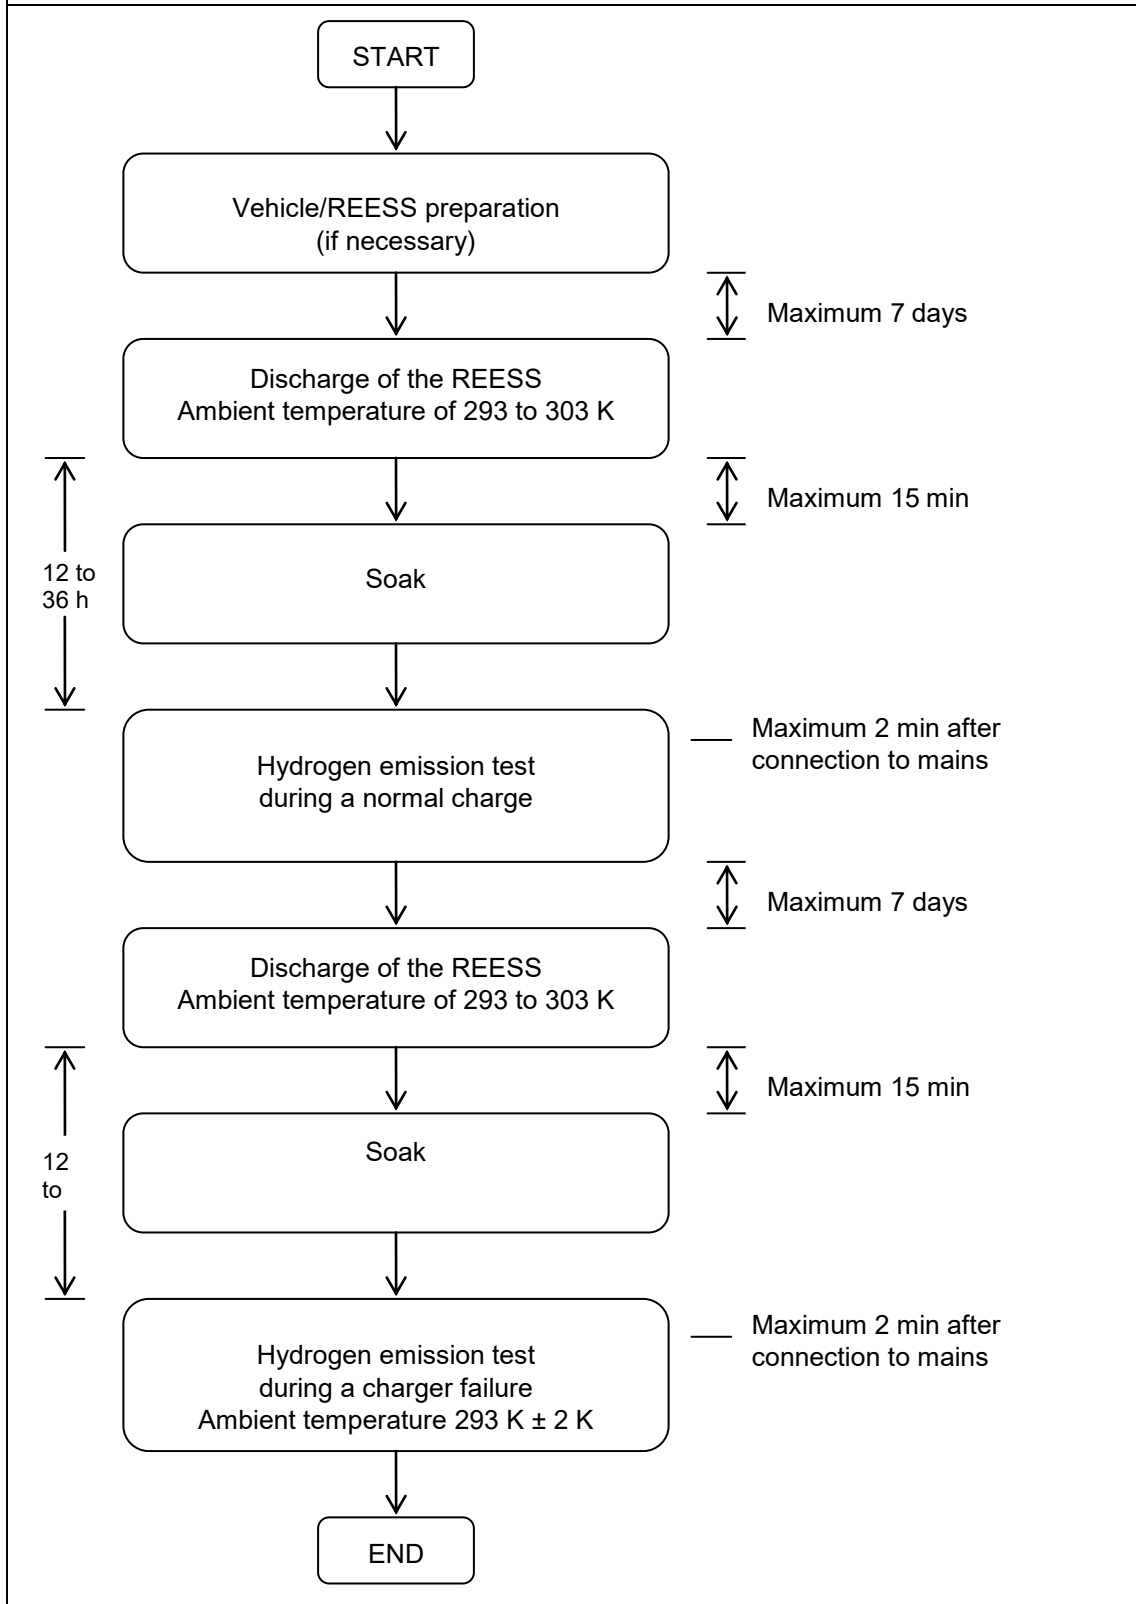 START
Vehicle/REESS preparation
(if necessary)
Maximum 7 days
Discharge of the REESS
Ambient temperature of 293 to 303 K
Maximum 15 min
12 to
36 h
Soak
Hydrogen emission test
during a normal charge
Maximum 2 min after
connection to mains
Maximum 7 days
Discharge of the REESS
Ambient temperature of 293 to 303 K
Maximum 15 min
12
to
Soak
Hydrogen emission test
during a charger failure
Ambient temperature 293 K ± 2 K
Maximum 2 min after
connection to mains
END